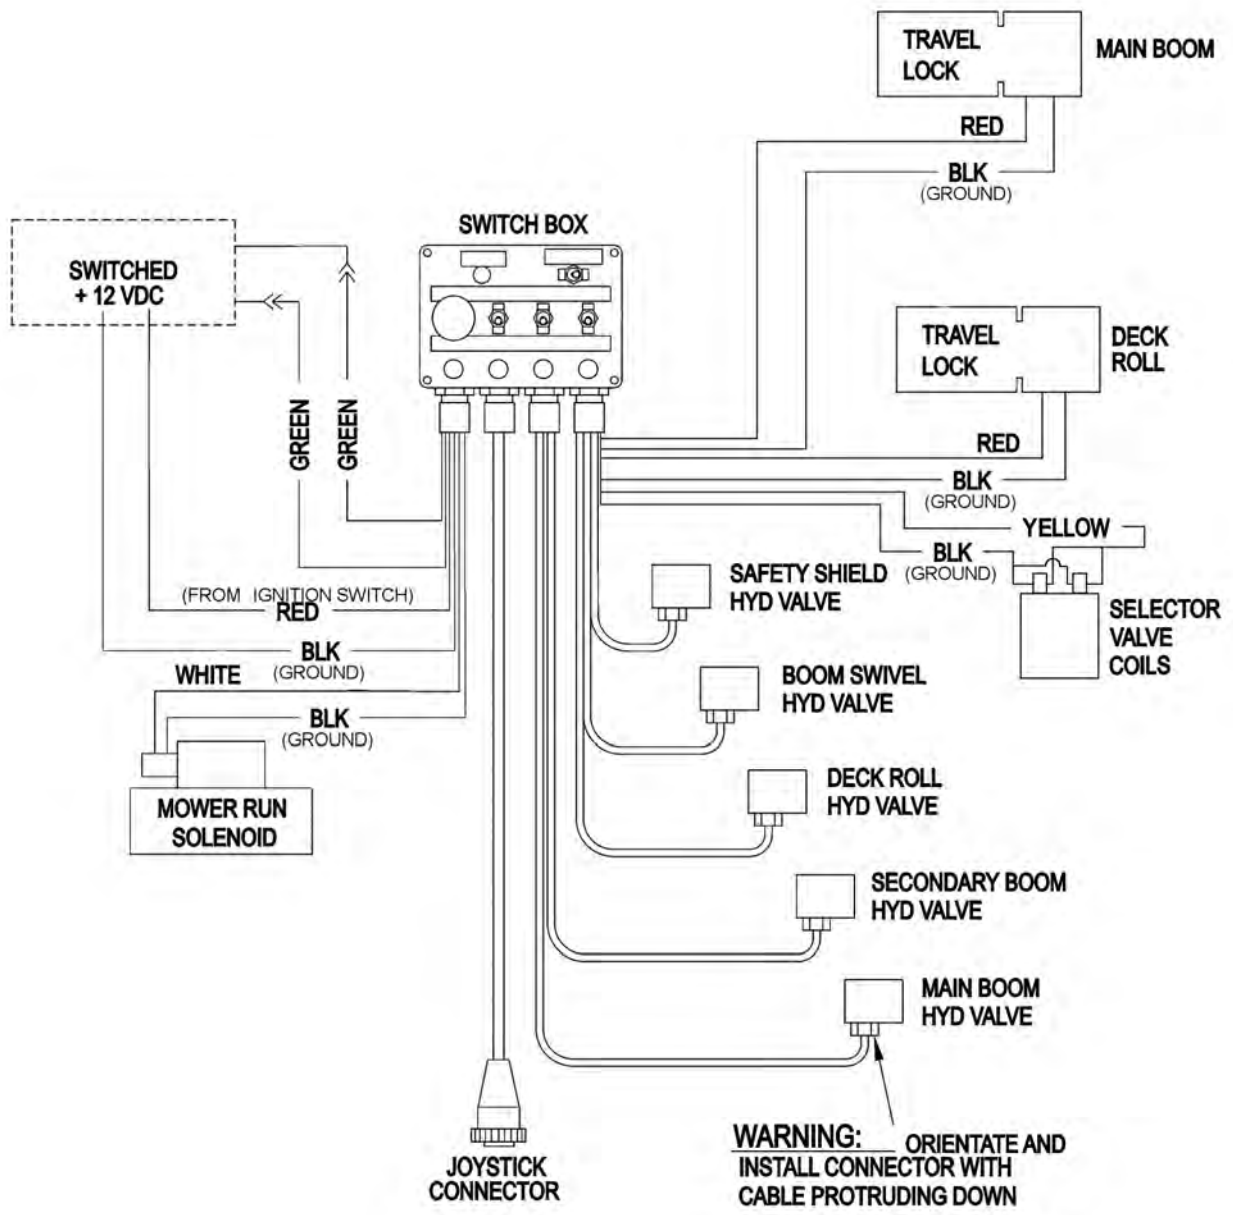 TRAVEL
LOCK
MAIN BOOM
RED
BLK
(GROUND)
SWITCH BOX
SWITCHED
+ 12 VDC
GREEN
GREEN
TRAVEL
LOCK
DECK
ROLL
RED
BLK
(GROUND)
YELLOW
BLK
(GROUND)
SELECTOR
VALVE
COILS
SAFETY SHIELD
HYD VALVE
(FROM IGNITION SWITCH)
RED
BLK
(GROUND)
WHITE
BLK
(GROUND)
MOWER RUN
SOLENOID
BOOM SWIVEL
HYD VALVE
DECK ROLL
HYD VALVE
SECONDARY BOOM
HYD VALVE
MAIN BOOM
HYD VALVE
JOYSTICK
CONNECTOR
WARNING: ORIENTATE AND
INSTALL CONNECTOR WITH
CABLE PROTRUDING DOWN